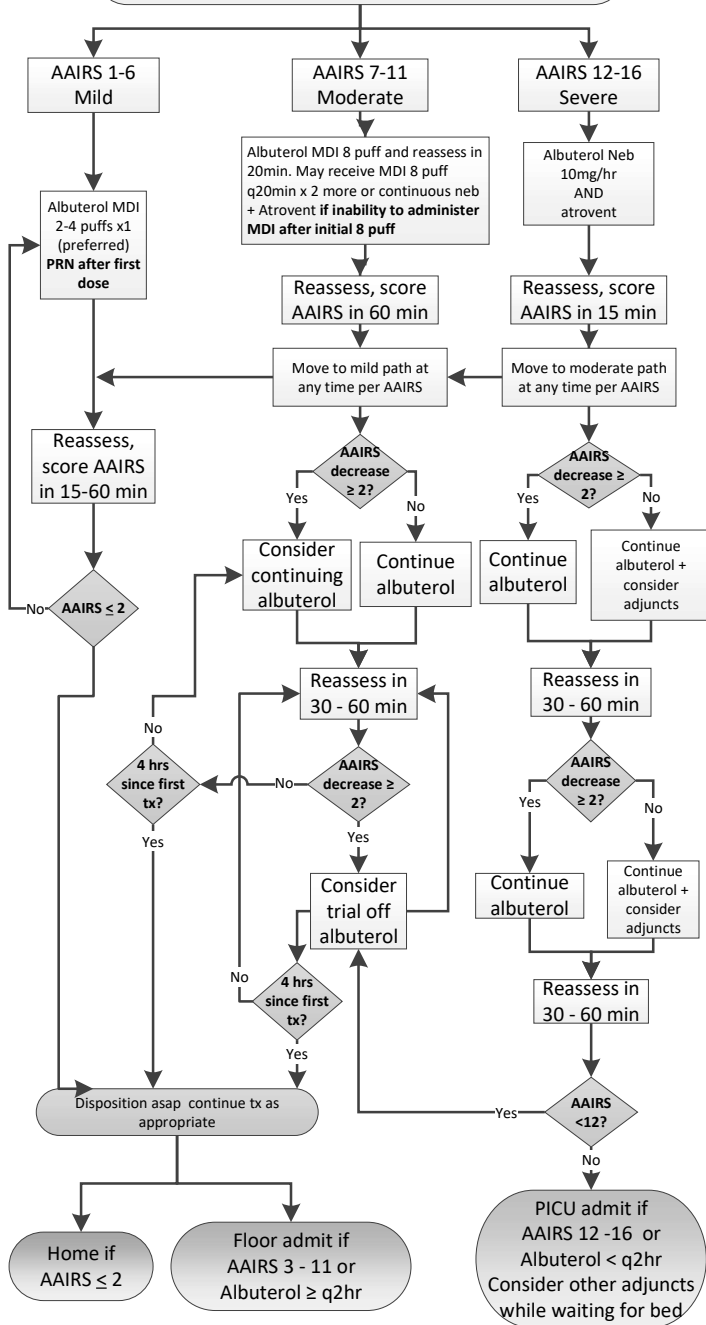 AAIRS 1-6
Mild
AAIRS 7-11
Moderate
AAIRS 12-16
Severe
Albuterol MDI 8 puff and reassess in
20min. May receive MDI 8 puff
q20min x 2 more or continuous neb
+ Atrovent if inability to administer
MDI after initial 8 puff
Albuterol Neb
10mg/hr
AND
atrovent
Albuterol MDI
2-4 puffs x1
(preferred)
PRN after first
dose
Reassess, score
AAIRS in 60 min
Reassess, score
AAIRS in 15 min
Move to mild path at
any time per AAIRS
Move to moderate path
at any time per AAIRS
Reassess,
score AAIRS
in 15-60 min
AAIRS
decrease
≥ 2?
AAIRS
decrease ≥
2?
Yes
No
Yes
No
Consider
continuing
albuterol
Continue
albuterol
Continue
albuterol
Continue
albuterol +
consider
adjuncts
No
AAIRS ≤ 2
Reassess in
30 - 60 min
Reassess in
30 - 60 min
No
4 hrs
since first
tx?
No
AAIRS
decrease ≥
2?
AAIRS
decrease
≥ 2?
Yes
Yes
Yes
No
Consider
trial off
albuterol
Continue
albuterol
Continue
albuterol +
consider
adjuncts
No
4 hrs
since first
tx?
Reassess in
30 - 60 min
Yes
Disposition asap continue tx as
appropriate
Yes
AAIRS
<12?
No
Home if
AAIRS ≤ 2
Floor admit if
AAIRS 3 - 11 or
Albuterol ≥ q2hr
PICU admit if
AAIRS 12 -16 or
Albuterol < q2hr
Consider other adjuncts
while waiting for bed